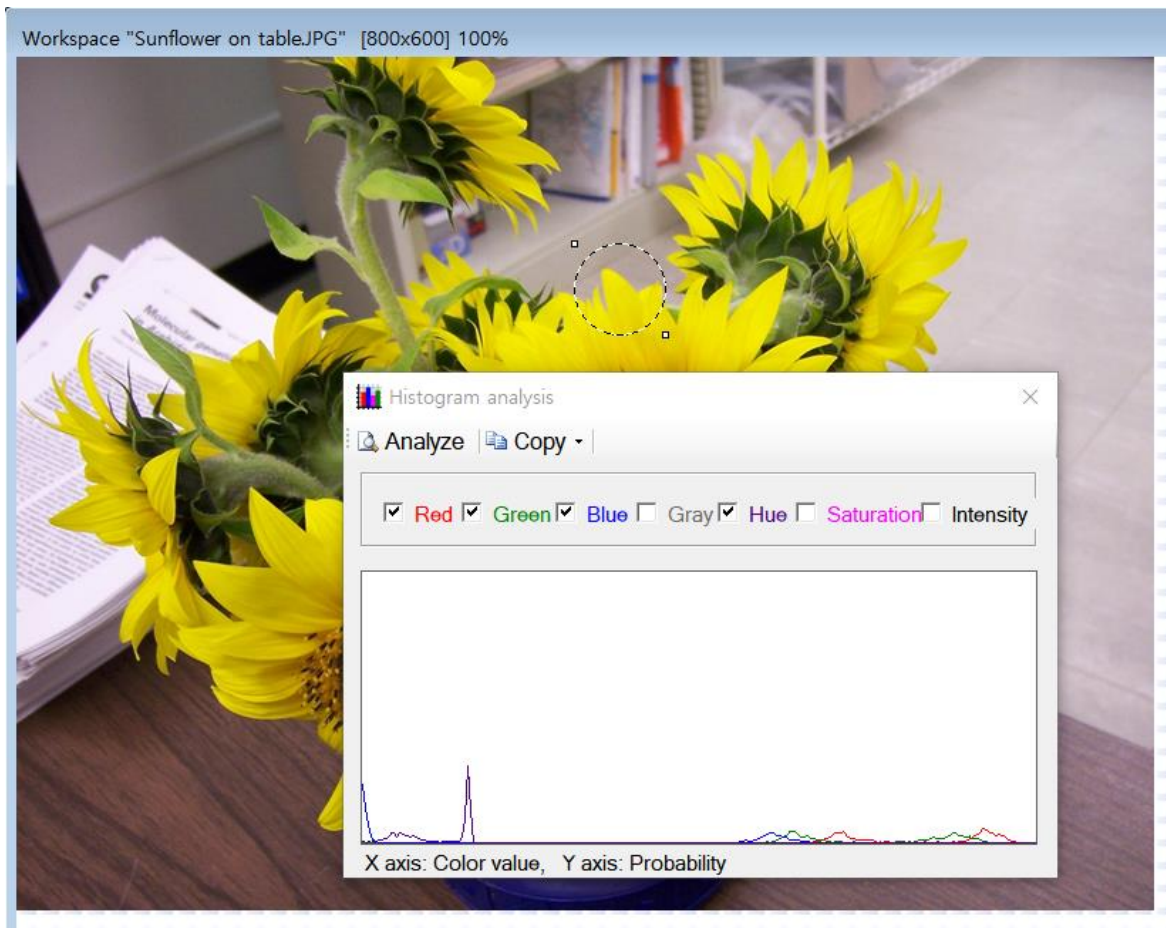 Workspace "Sunflower on table.JPG" [800x600] 100%
Molecular
Histogram analysis
Analyze Copy
Red Green Blue Gray Hue Saturation Intensity
X axis: Color value, Y axis: Probability